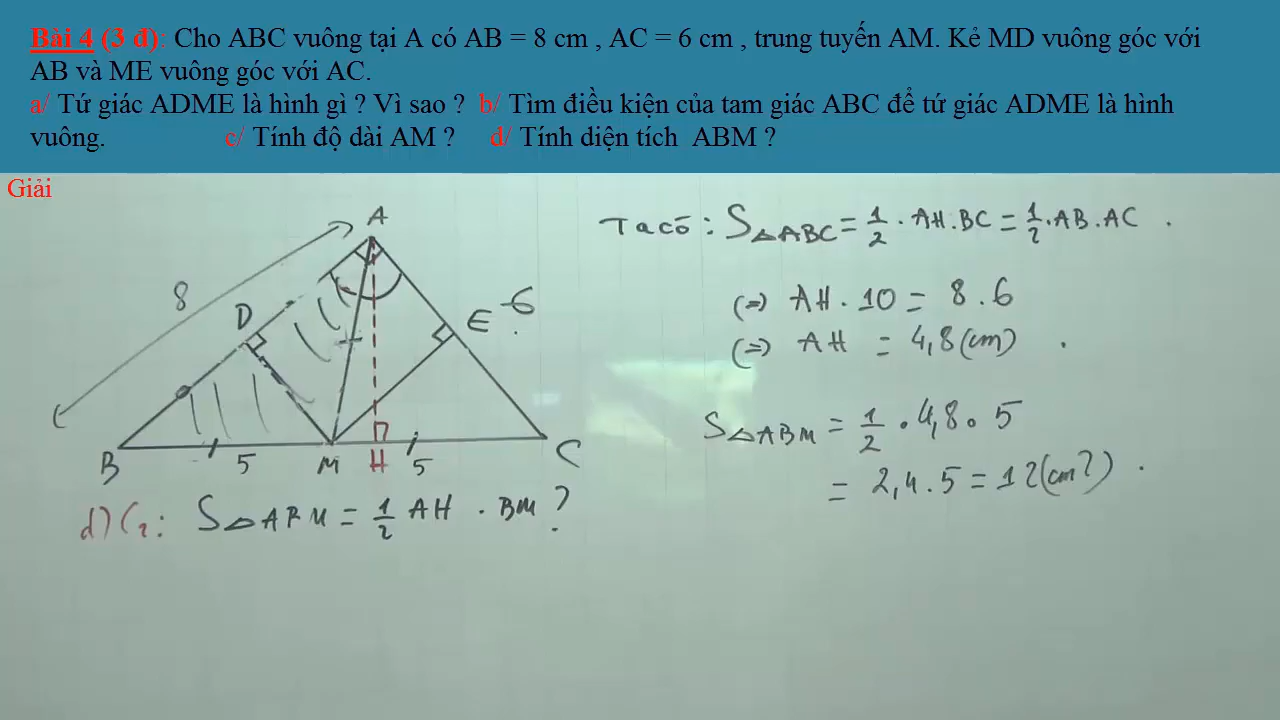 Bài 4 (3 đ): Cho ABC vuông tại A có AB = 8 cm , AC = 6 cm , trung tuyến AM. Kẻ MD vuông góc với
AB và ME vuông góc với AC.
a/ Tứ giác ADME là hình gì ? Vì sao ? b/ Tìm điều kiện của tam giác ABC để tứ giác ADME là hình
vuông. c/ Tính độ dài AM ? d/ Tính diện tích ABM ?
Giải
A
8
D
E
6
B
5
M
H
5
C
d) C₂: S△ABM = 1/2 AH . BM ?
Ta có : S△ABC = 1/2 . AH . BC = 1/2 . AB . AC .
(=) AH . 10 = 8 . 6
(=) AH = 4,8 (cm) .
S△ABM = 1/2 . 4,8 . 5
= 2,4 . 5 = 12 (cm²) .